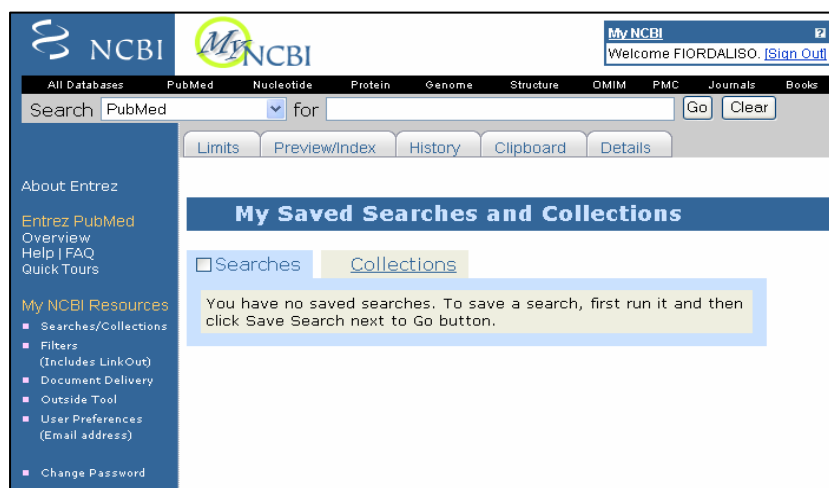 NCBI
My NCBI
My NCBI
Welcome FIORDALISO. [Sign Out]
All Databases PubMed Nucleotide Protein Genome Structure OMIM PMC Journals Books
Search PubMed for Go Clear
Limits Preview/Index History Clipboard Details
About Entrez
Entrez PubMed
Overview
Help | FAQ
Quick Tours
My NCBI Resources
Searches/Collections
Filters
(Includes LinkOut)
Document Delivery
Outside Tool
User Preferences
(Email address)
Change Password
My Saved Searches and Collections
Searches Collections
You have no saved searches. To save a search, first run it and then
click Save Search next to Go button.